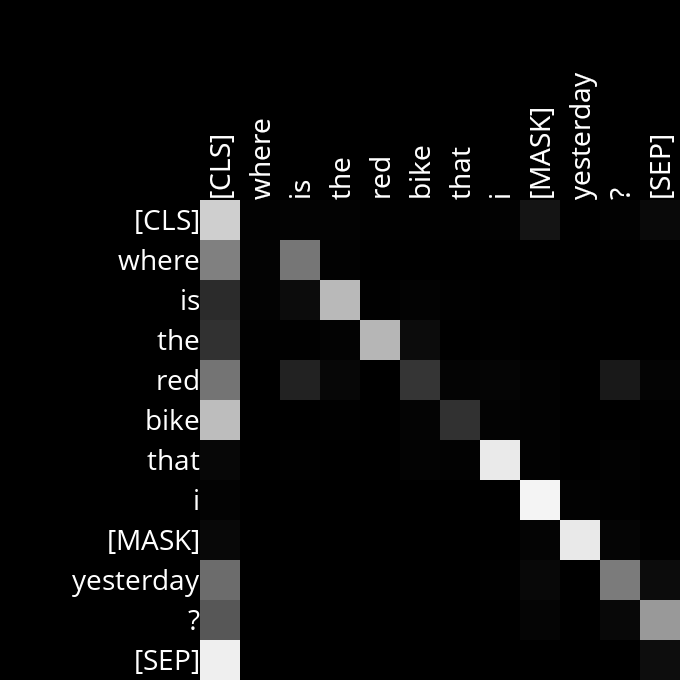 [CLS]
where
is
the
red
bike
that
i
[MASK]
yesterday
?
[SEP]
[CLS]
where
is
the
red
bike
that
i
[MASK]
yesterday
?
[SEP]